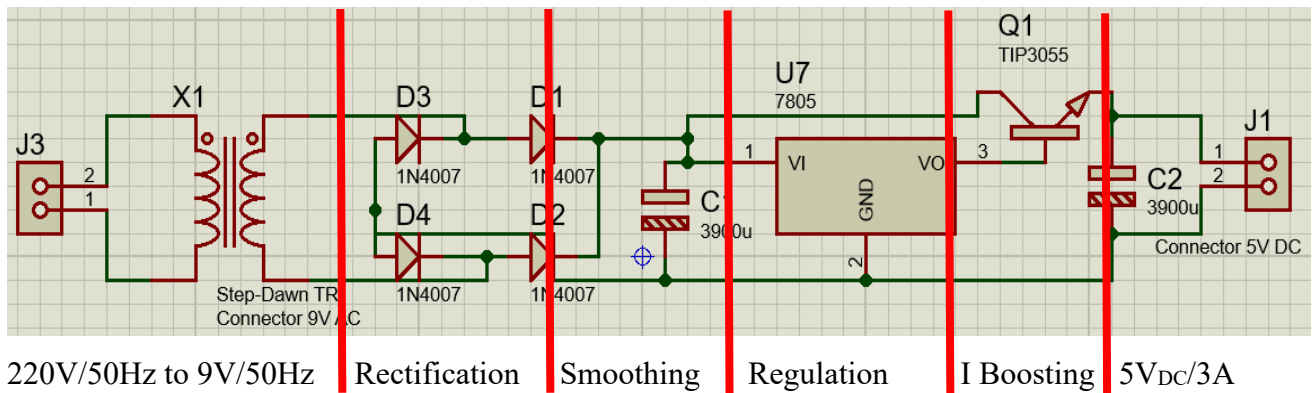 Q1
TIP3055
U7
7805
X1
D3
D1
J3
J1
2
1
1
VI
VO
3
1
2
1N4007
1N4007
GND
D4
D2
C2
3900u
3900u
2
Connector 5V DC
1N4007
1N4007
Step-Dawn TR
Connector 9V AC
220V/50Hz to 9V/50Hz
Rectification
Smoothing
Regulation
I Boosting
5VDC/3A